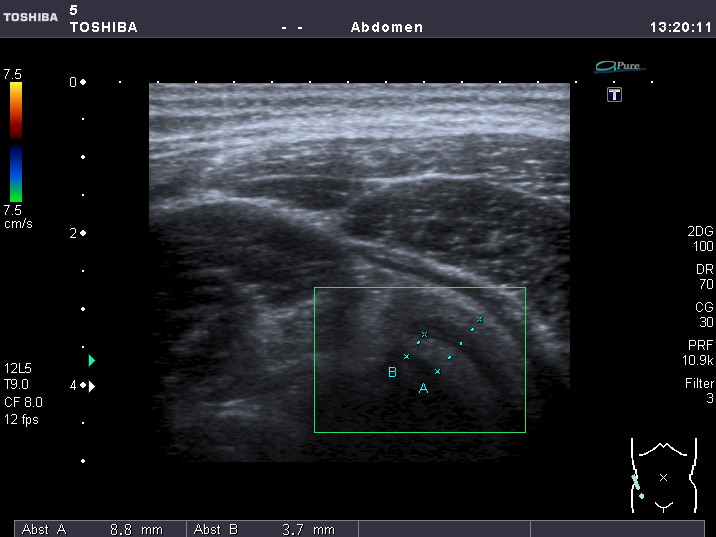 TOSHIBA
5
TOSHIBA - - Abdomen 13:20:11
7.5
7.5
cm/s
0
2
4
Pure
T
2DG
100
DR
70
CG
30
PRF
10.9k
Filter
3
12L5
T9.0
CF 8.0
12 fps
B
A
Abst A 8.8 mm Abst B 3.7 mm